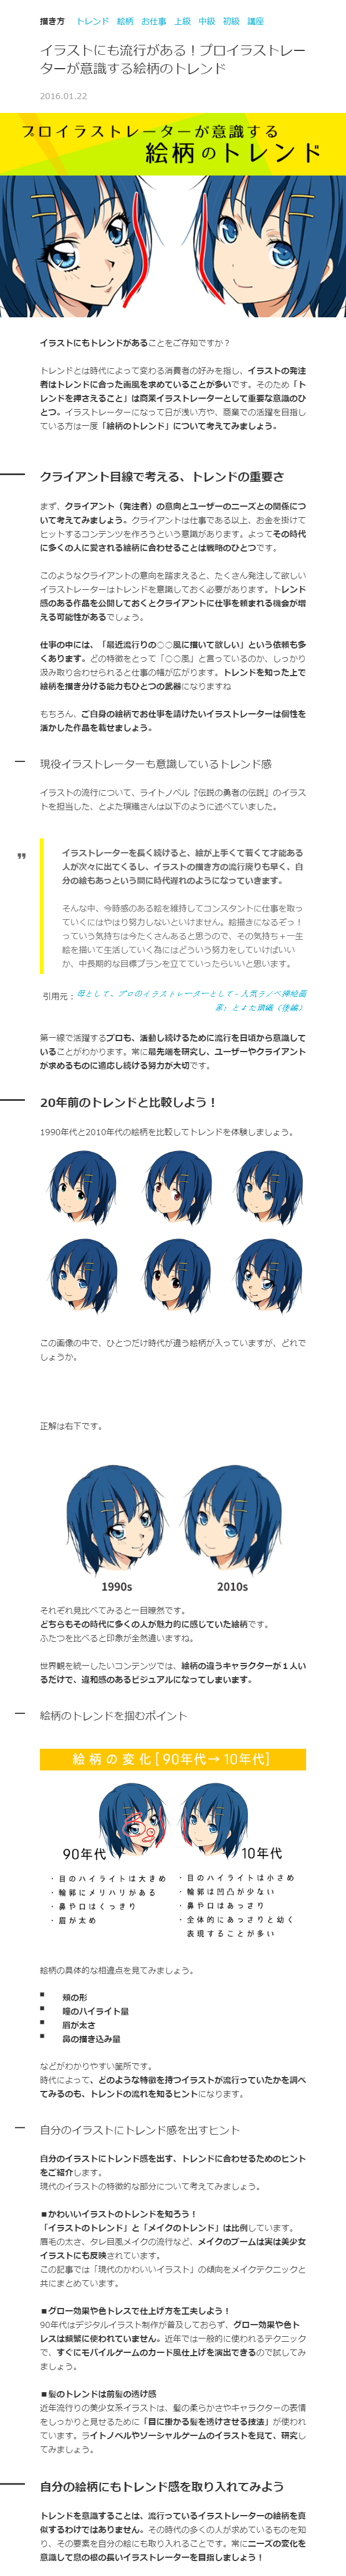 描き方 トレンド 絵柄 お仕事 上級 中級 初級 講座
イラストにも流行がある！プロイラストレー
ターが意識する絵柄のトレンド
2016.01.22
プロイラストレーターが意識する
絵柄のトレンド
イラストにもトレンドがあることをご存知ですか？
トレンドとは時代によって変わる消費者の好みを指し、イラストの発注
者はトレンドに合った画風を求めていることが多いです。そのため「ト
レンドを押さえること」は商業イラストレーターとして重要な意識のひ
とつ。イラストレーターになって日が浅い方や、商業での活躍を目指し
ている方は一度「絵柄のトレンド」について考えてみましょう。
クライアント目線で考える、トレンドの重要さ
まず、クライアント（発注者）の意向とユーザーのニーズとの関係につ
いて考えてみましょう。クライアントは仕事である以上、お金を掛けて
ヒットするコンテンツを作ろうという意識があります。よってその時代
に多くの人に愛される絵柄に合わせることは戦略のひとつです。
このようなクライアントの意向を踏まえると、たくさん発注して欲しい
イラストレーターはトレンドを意識しておく必要があります。トレンド
感のある作品を公開しておくとクライアントに仕事を頼まれる機会が増
える可能性があるでしょう。
仕事の中には、「最近流行りの○○風に描いて欲しい」という依頼も多
くあります。どの特徴をとって「○○風」と言っているのか、しっかり
汲み取り合わせられると仕事の幅が広がります。トレンドを知った上で
絵柄を描き分ける能力もひとつの武器になりますね
もちろん、ご自身の絵柄でお仕事を請けたいイラストレーターは個性を
活かした作品を載せましょう。
現役イラストレーターも意識しているトレンド感
イラストの流行について、ライトノベル『伝説の勇者の伝説』のイラス
トを担当した、とよた瑣織さんは以下のように述べていました。
イラストレーターを長く続けると、絵が上手くて若くて才能ある
人が次々に出てくるし、イラストの描き方の流行廃りも早く、自
分の絵もあっという間に時代遅れのようになっていきます。
そんな中、今時感のある絵を維持してコンスタントに仕事を取っ
ていくにはやはり努力しないといけません。絵描きになるぞっ！
っていう気持ちは今たくさんあると思うので、その気持ち＋一生
絵を描いて生活していく為にはどういう努力をしていけばいい
か、中長期的な目標プランを立てていったらいいと思います。
引用元：母として、プロのイラストレーターとして - 人気ラノベ挿絵画
家：とよた瑣織（後編）
第一線で活躍するプロも、活動し続けるために流行を日頃から意識して
いることがわかります。常に最先端を研究し、ユーザーやクライアント
が求めるものに適応し続ける努力が大切です。
20年前のトレンドと比較しよう！
1990年代と2010年代の絵柄を比較してトレンドを体験しましょう。
この画像の中で、ひとつだけ時代が違う絵柄が入っていますが、どれで
しょうか。
正解は右下です。
1990s 2010s
それぞれ見比べてみると一目瞭然です。
どちらもその時代に多くの人が魅力的に感じていた絵柄です。
ふたつを比べると印象が全然違いますね。
世界観を統一したいコンテンツでは、絵柄の違うキャラクターが１人い
るだけで、違和感のあるビジュアルになってしまいます。
絵柄のトレンドを掴むポイント
絵柄の変化[90年代→10年代]
90年代 10年代
・目のハイライトは大きめ
・輪郭にメリハリがある
・鼻や口はくっきり
・眉が太め
・目のハイライトは小さめ
・輪郭は凹凸が少ない
・鼻や口はあっさり
・全体的にあっさりと幼く
表現することが多い
絵柄の具体的な相違点を見てみましょう。
■ 頬の形
■ 瞳のハイライト量
■ 眉が太さ
■ 鼻の描き込み量
などがわかりやすい箇所です。
時代によって、どのような特徴を持つイラストが流行っていたかを調べ
てみるのも、トレンドの流れを知るヒントになります。
自分のイラストにトレンド感を出すヒント
自分のイラストにトレンド感を出す、トレンドに合わせるためのヒント
をご紹介します。
現代のイラストの特徴的な部分について考えてみましょう。
■かわいいイラストのトレンドを知ろう！
「イラストのトレンド」と「メイクのトレンド」は比例しています。
眉毛の太さ、タレ目風メイクの流行など、メイクのブームは実は美少女
イラストにも反映されています。
この記事では「現代のかわいいイラスト」の傾向をメイクテクニックと
共にまとめています。
■グロー効果や色トレスで仕上げ方を工夫しよう！
90年代はデジタルイラスト制作が普及しておらず、グロー効果や色ト
レスは頻繁に使われていません。近年では一般的に使われるテクニック
で、すぐにモバイルゲームのカード風仕上げを演出できるので試してみ
ましょう。
■髪のトレンドは前髪の透け感
近年流行りの美少女系イラストは、髪の柔らかさやキャラクターの表情
をしっかりと見せるために「目に掛かる髪を透けさせる技法」が使われ
ています。ライトノベルやソーシャルゲームのイラストを見て、研究し
てみましょう。
自分の絵柄にもトレンド感を取り入れてみよう
トレンドを意識することは、流行っているイラストレーターの絵柄を真
似するわけではありません。その時代の多くの人が求めているものを知
り、その要素を自分の絵にも取り入れることです。常にニーズの変化を
意識して息の根の長いイラストレーターを目指しましょう！